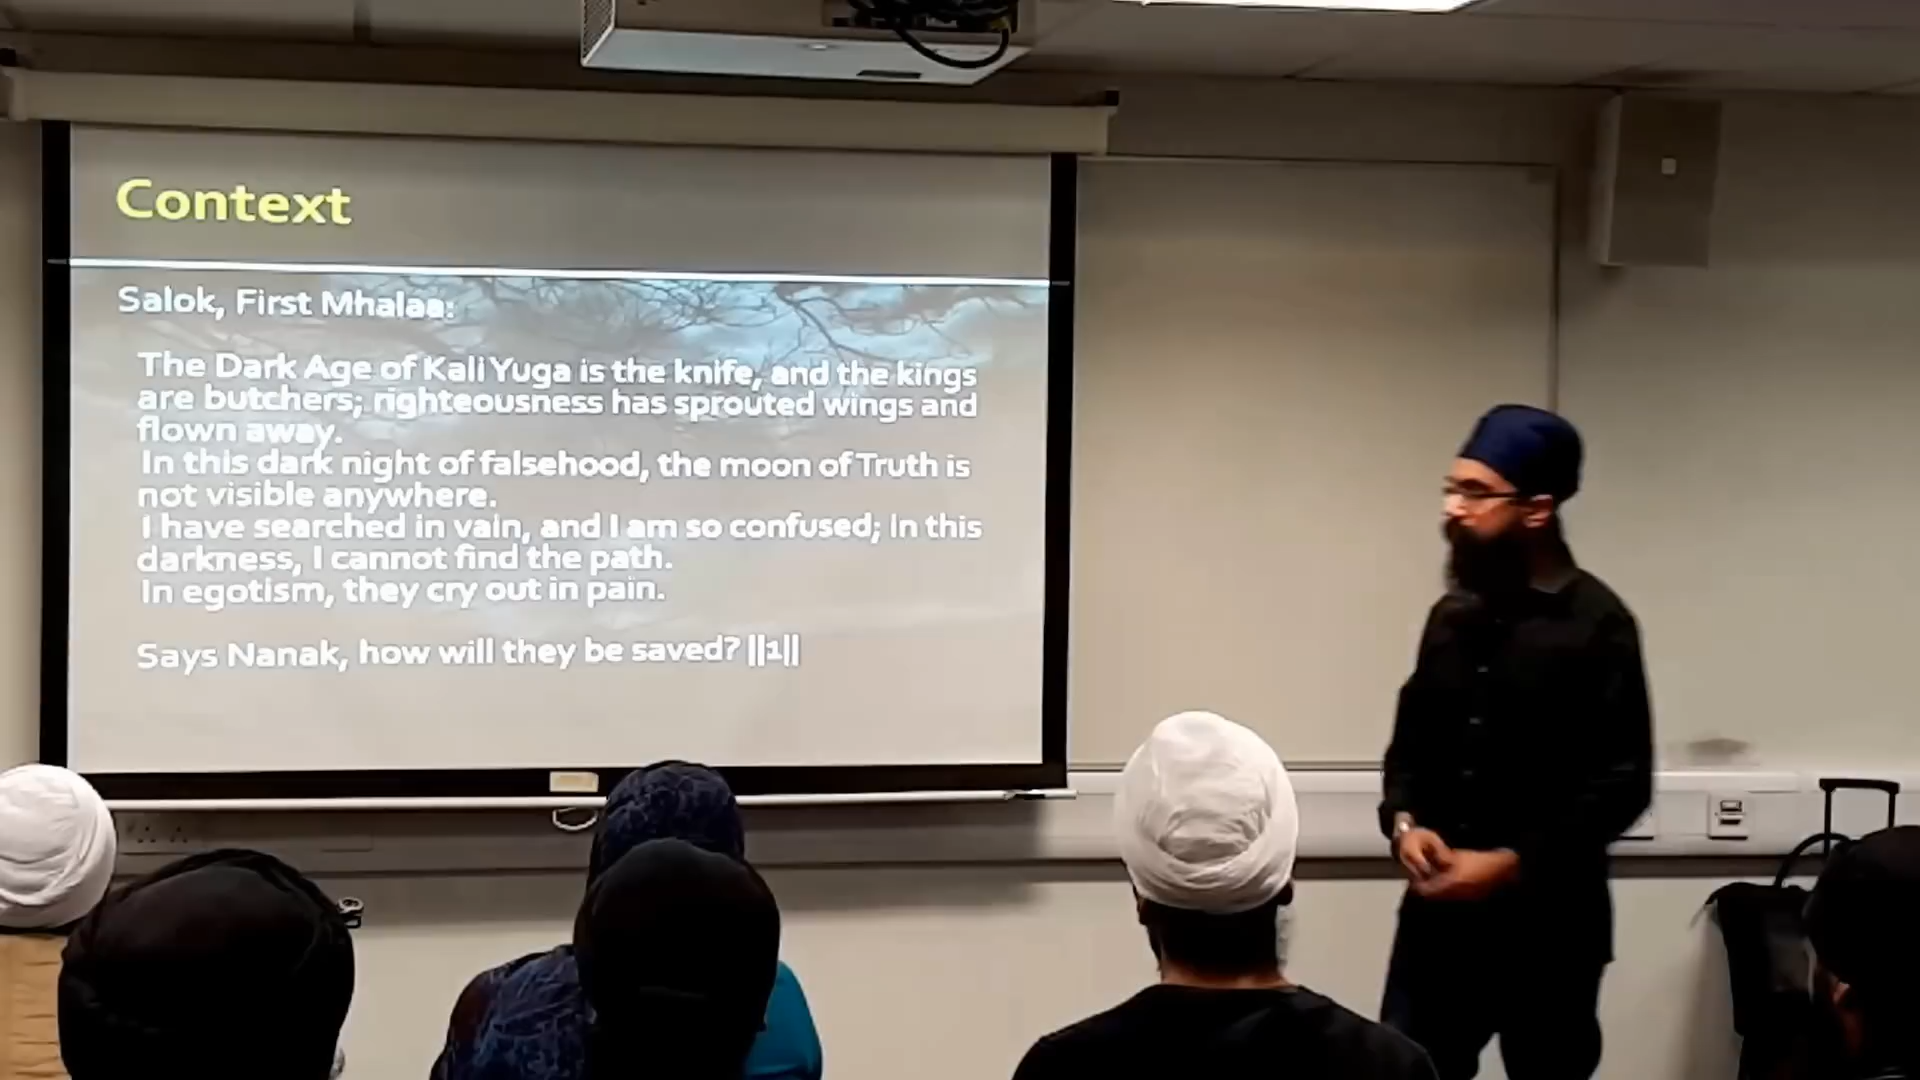 Context
Salok, First Mhalaa:
The Dark Age of Kali Yuga is the knife, and the kings
are butchers; righteousness has sprouted wings and
flown away.
In this dark night of falsehood, the moon of Truth is
not visible anywhere.
I have searched in vain, and I am so confused; In this
darkness, I cannot find the path.
In egotism, they cry out in pain.
Says Nanak, how will they be saved? ||1||